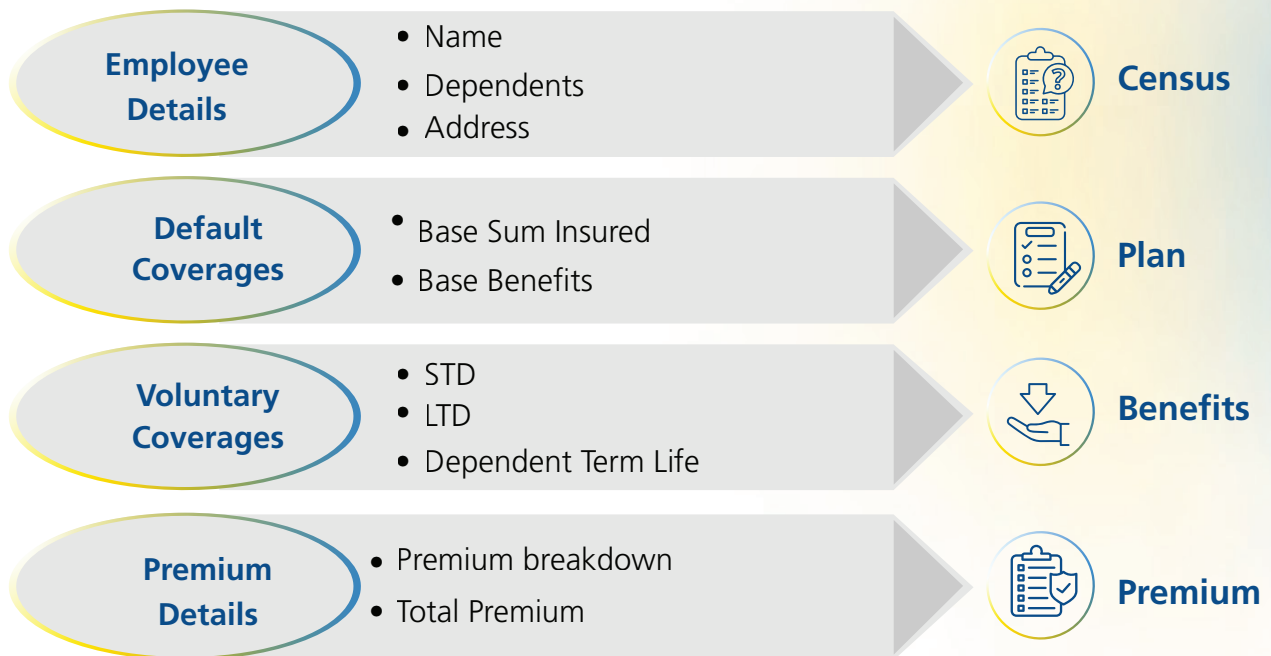 Employee
Details
• Name
• Dependents
• Address
Census
Default
Coverages
• Base Sum Insured
• Base Benefits
Plan
Voluntary
Coverages
• STD
• LTD
• Dependent Term Life
Benefits
Premium
Details
• Premium breakdown
• Total Premium
Premium